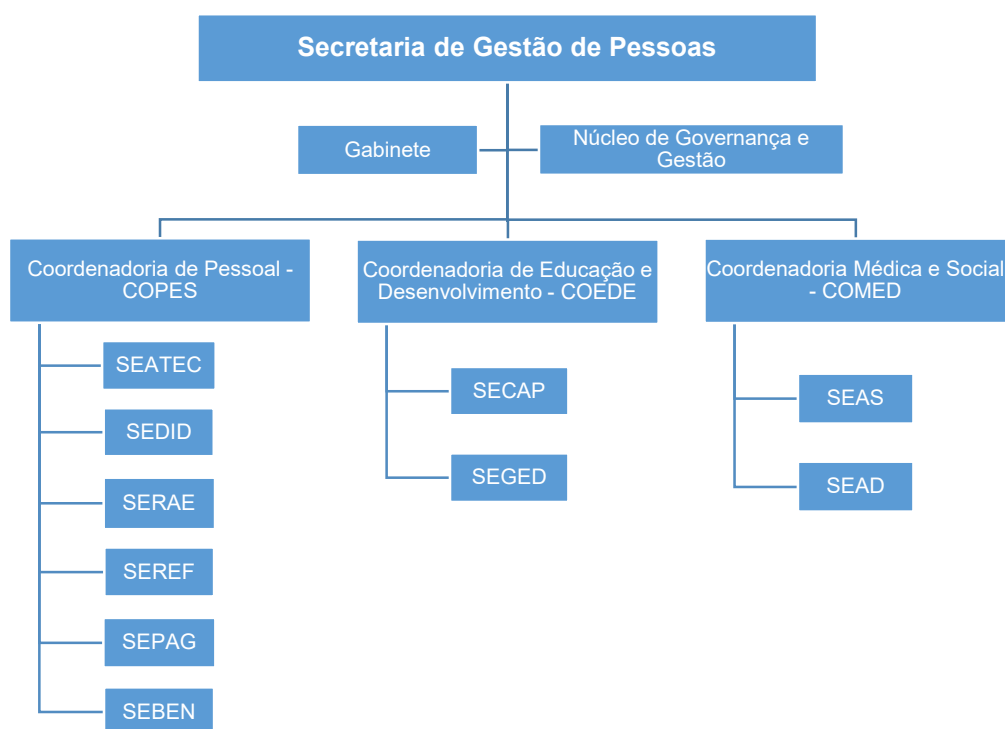 Secretaria de Gestão de Pessoas
Gabinete
Núcleo de Governança e
Gestão
Coordenadoria de Pessoal -
COPES
Coordenadoria de Educação e
Desenvolvimento - COEDE
Coordenadoria Médica e Social
- COMED
SEATEC
SEDID
SERAE
SEREF
SEPAG
SEBEN
SECAP
SEGED
SEAS
SEAD